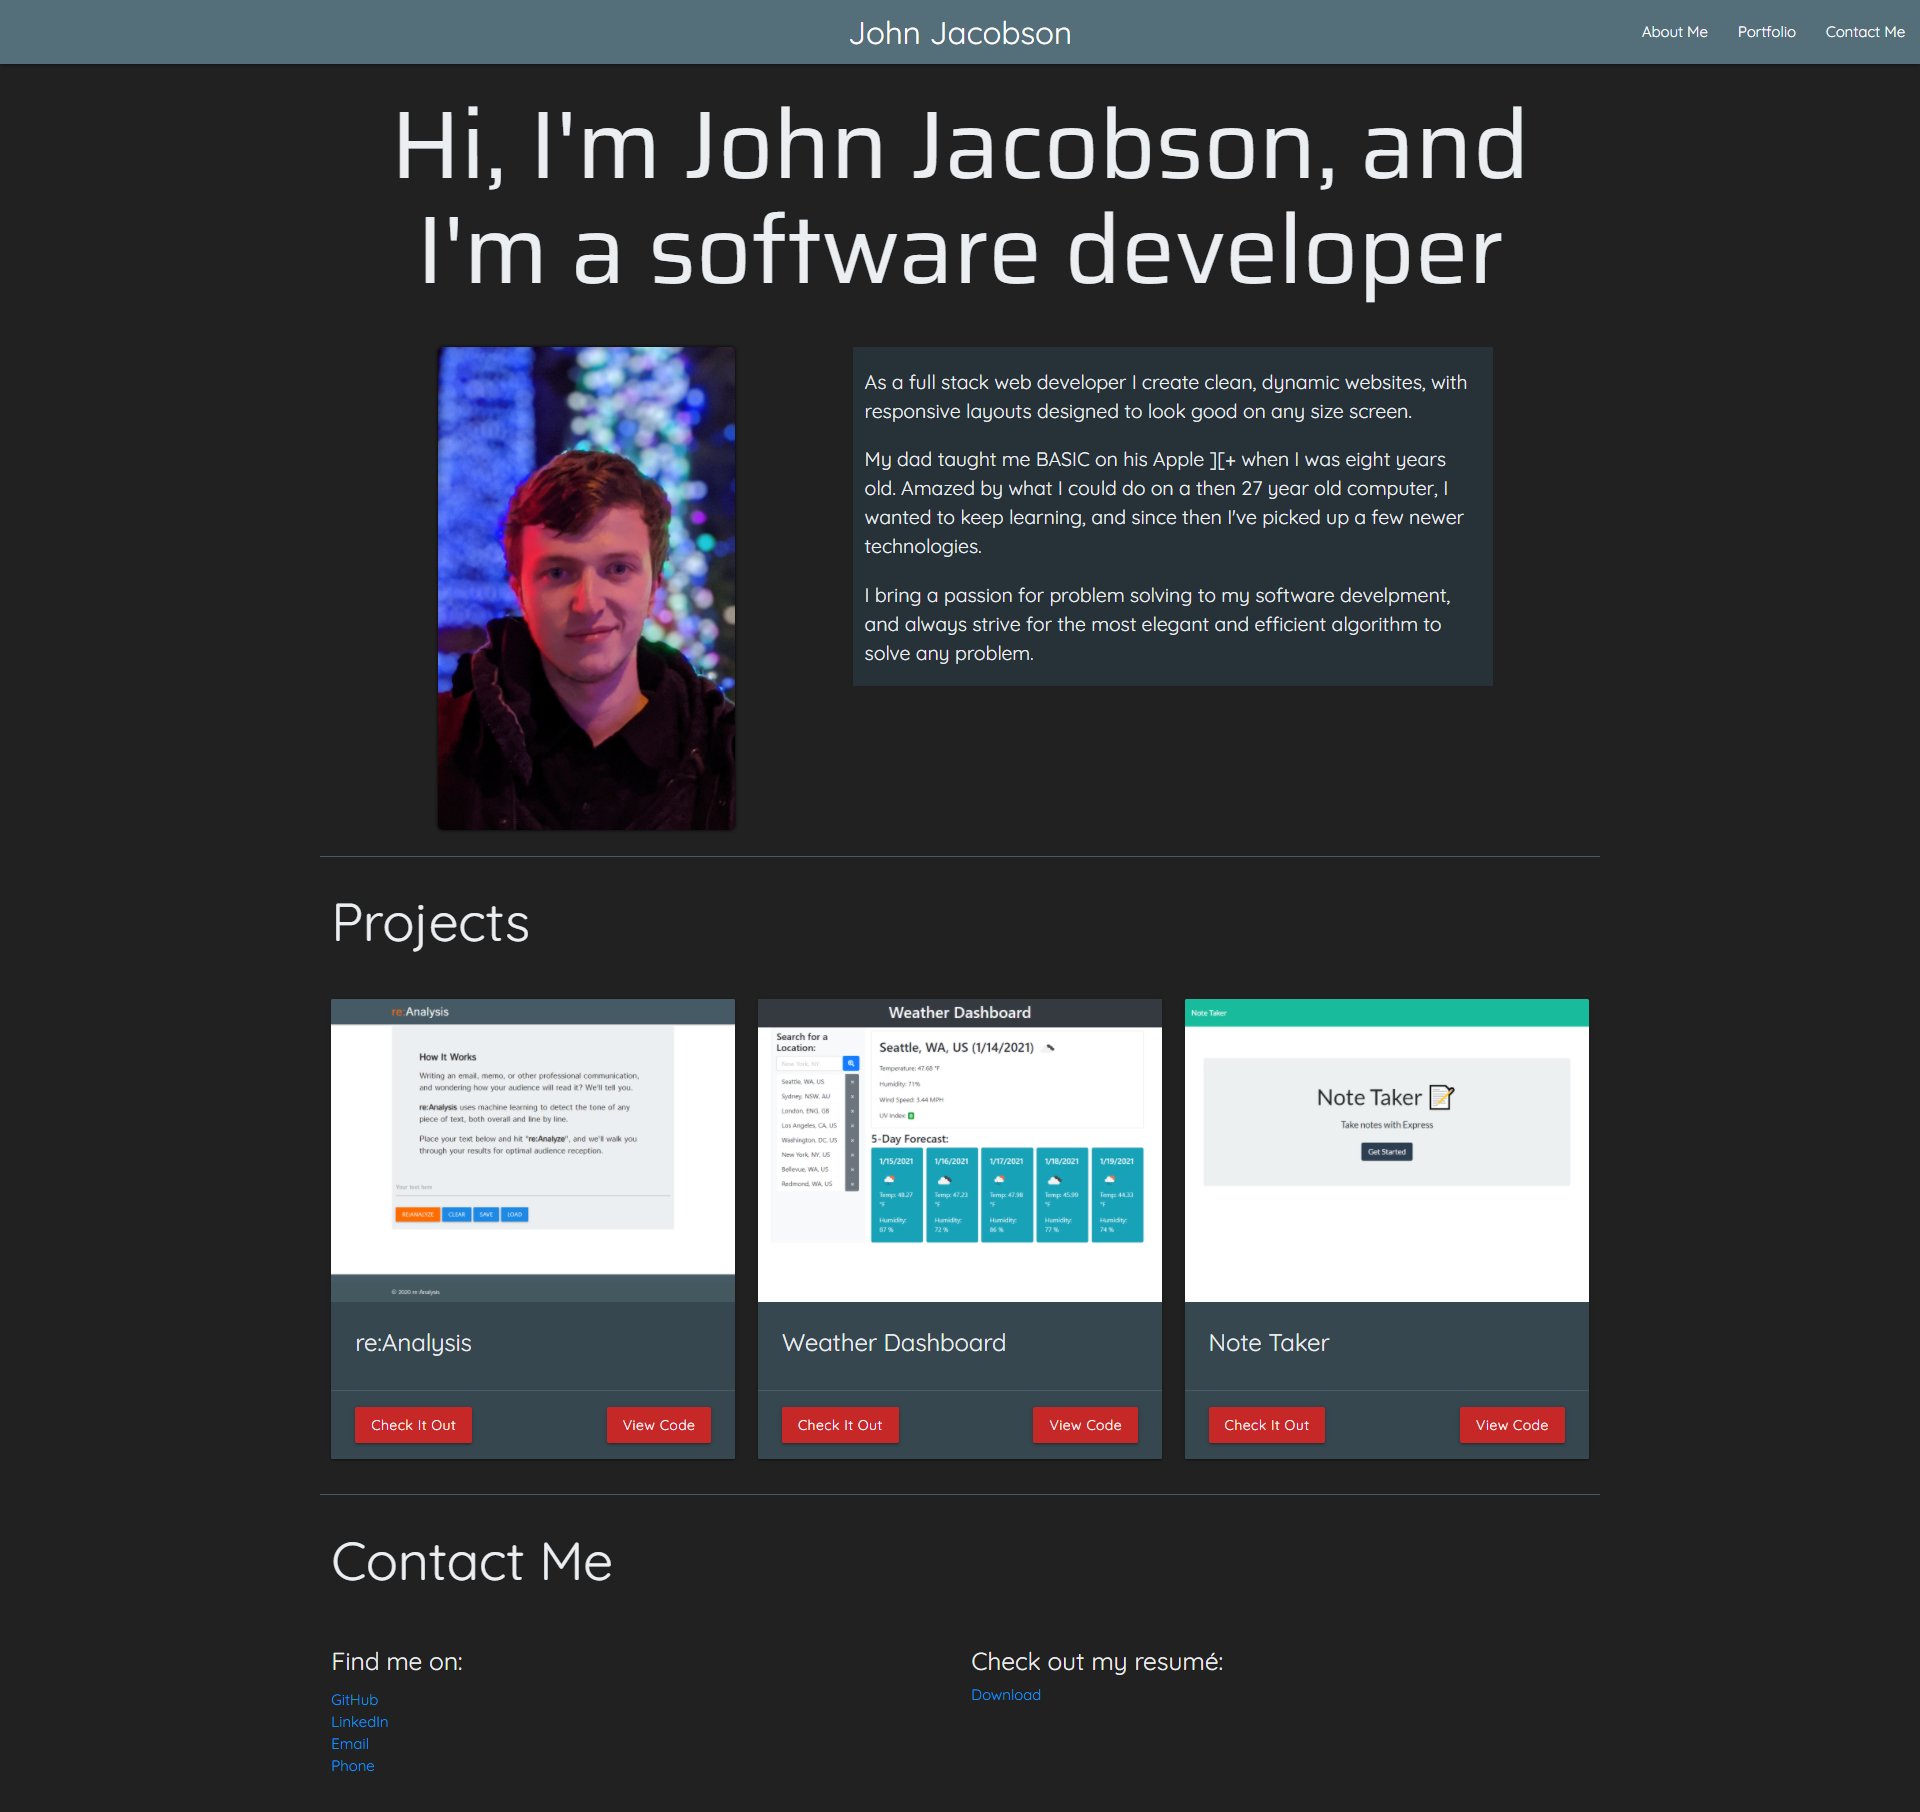 John Jacobson
About Me Portfolio Contact Me
Hi, I'm John Jacobson, and
I'm a software developer
As a full stack web developer I create clean, dynamic websites, with
responsive layouts designed to look good on any size screen.
My dad taught me BASIC on his Apple ][+ when I was eight years
old. Amazed by what I could do on a then 27 year old computer, I
wanted to keep learning, and since then I've picked up a few newer
technologies.
I bring a passion for problem solving to my software develpment,
and always strive for the most elegant and efficient algorithm to
solve any problem.
Projects
re:Analysis
How It Works
Writing an email, memo, or other professional communication,
and wondering how your audience will read it? We'll tell you.
re:Analysis uses machine learning to detect the tone of any
piece of text, both overall and line by line.
Place your text below and hit "re:Analyze", and we'll walk you
through your results for optimal audience reception.
Your text here
RE:ANALYZE CLEAR SAVE LOAD
© 2020 re:Analysis
re:Analysis
Check It Out View Code
Weather Dashboard
Search for a
Location:
New York, NY
Seattle, WA, US
Sydney, NSW, AU
London, ENG, GB
Los Angeles, CA, US
Washington, DC, US
New York, NY, US
Bellevue, WA, US
Redmond, WA, US
Seattle, WA, US (1/14/2021)
Temperature: 47.68 °F
Humidity: 71%
Wind Speed: 3.44 MPH
UV Index:
5-Day Forecast:
1/15/2021 1/16/2021 1/17/2021 1/18/2021 1/19/2021
Temp: 48.27 Temp: 47.23 Temp: 47.98 Temp: 45.99 Temp: 44.33
°F °F °F °F °F
Humidity: Humidity: Humidity: Humidity: Humidity:
87 % 72 % 86 % 77 % 74 %
Weather Dashboard
Check It Out View Code
Note Taker
Note Taker
Take notes with Express
Get Started
Note Taker
Check It Out View Code
Contact Me
Find me on:
GitHub
LinkedIn
Email
Phone
Check out my resumé:
Download